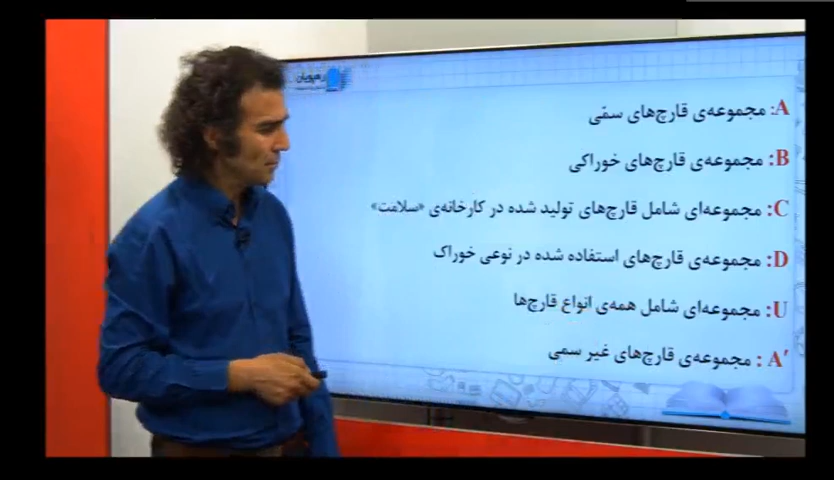 رهپویان
A: مجموعه‌ی قارچ‌های سمّی
B: مجموعه‌ی قارچ‌های خوراکی
C: مجموعه‌ای شامل قارچ‌های تولید شده در کارخانه‌ی «سلامت»
D: مجموعه‌ی قارچ‌های استفاده شده در نوعی خوراک
U: مجموعه‌ای شامل همه‌ی انواع قارچ‌ها
A′ : مجموعه‌ی قارچ‌های غیر سمی